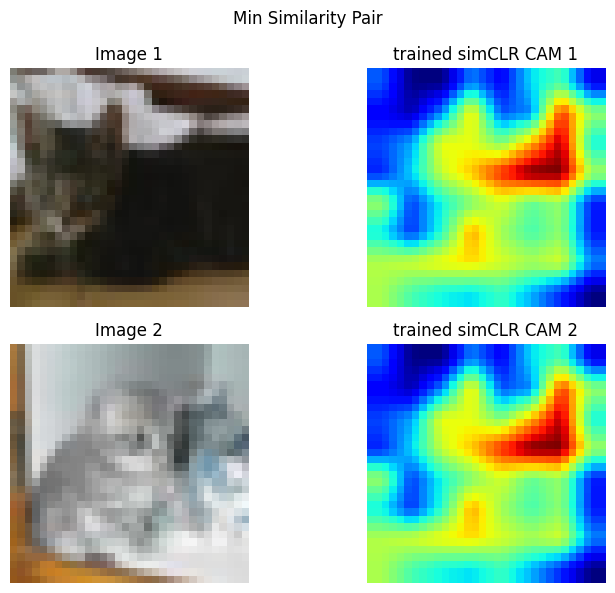 Min Similarity Pair
Image 1
trained simCLR CAM 1
Image 2
trained simCLR CAM 2